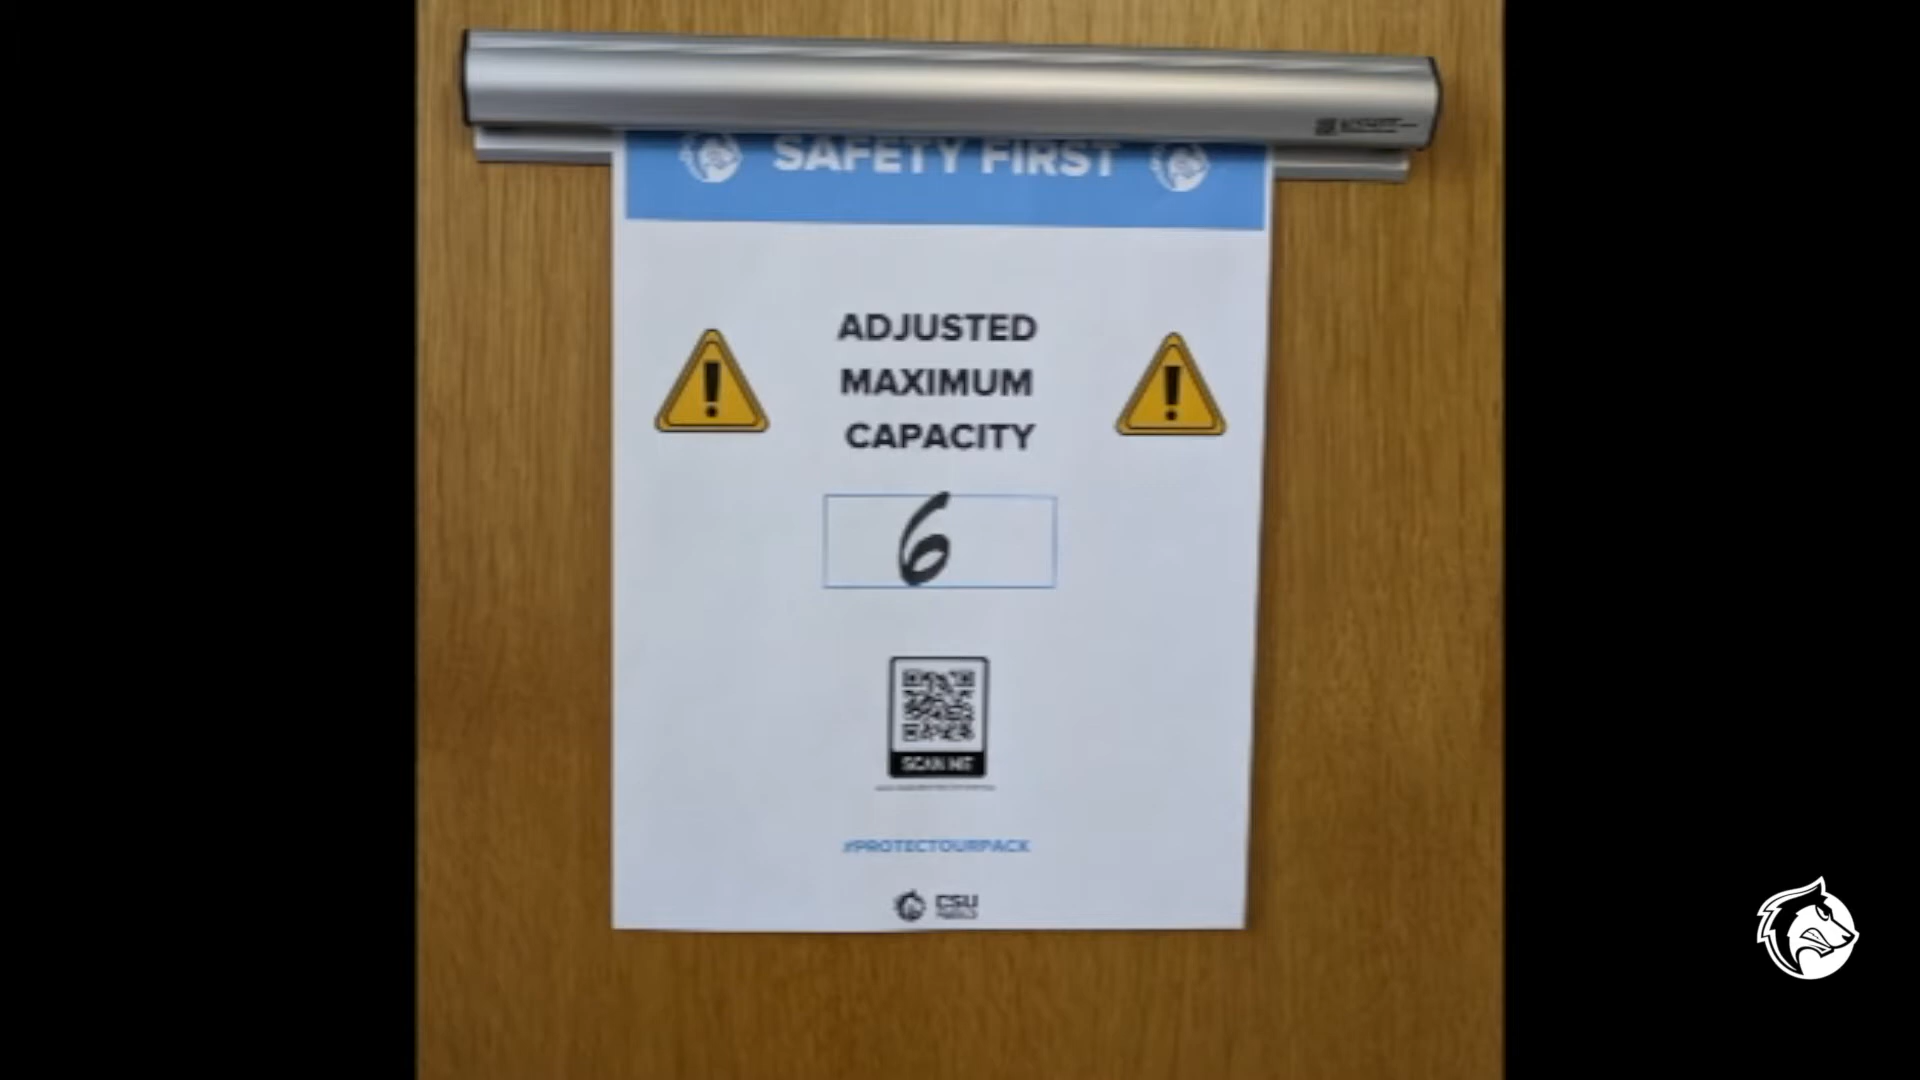 SAFETY FIRST
ADJUSTED
MAXIMUM
CAPACITY
6
SCAN ME
#PROTECTOURPACK
CSU